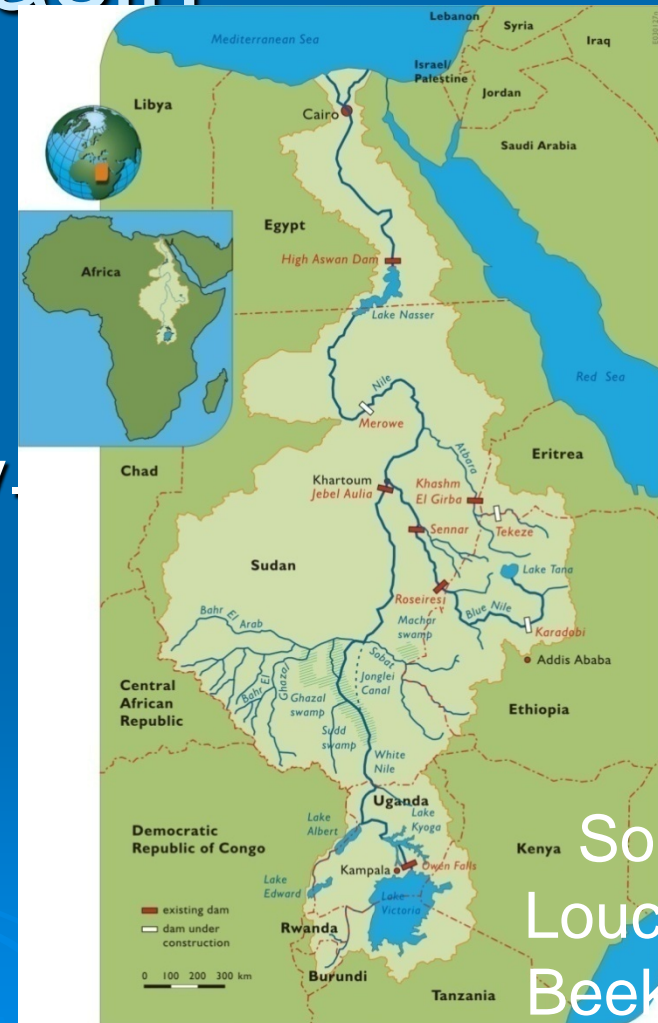 Lebanon
Syria
Iraq
Mediterranean Sea
Israel/
Palestine
Jordan
Libya
Cairo
Saudi Arabia
Egypt
High Aswan Dam
Africa
Lake Nasser
Red Sea
Nile
Merowe
Atbara
Eritrea
Chad
Khartoum
Jebel Aulia
Khashm
El Girba
Tekeze
Sennar
Sudan
Lake Tana
Roseires
Blue Nile
Bahr El Arab
Machar
swamp
Karadobi
Addis Ababa
Sobat
Jonglei
Canal
Bahr El Ghazal
Ghazal
swamp
Central
African
Republic
Ethiopia
Sudd
swamp
White
Nile
Uganda
Lake
Albert
Lake
Kyoga
Democratic
Republic of Congo
Kenya
So
Kampala
Owen Falls
Lake
Edward
Lake
Victoria
existing dam
dam under
construction
Rwanda
Louc
0 100 200 300 km
Burundi
Tanzania
Beek